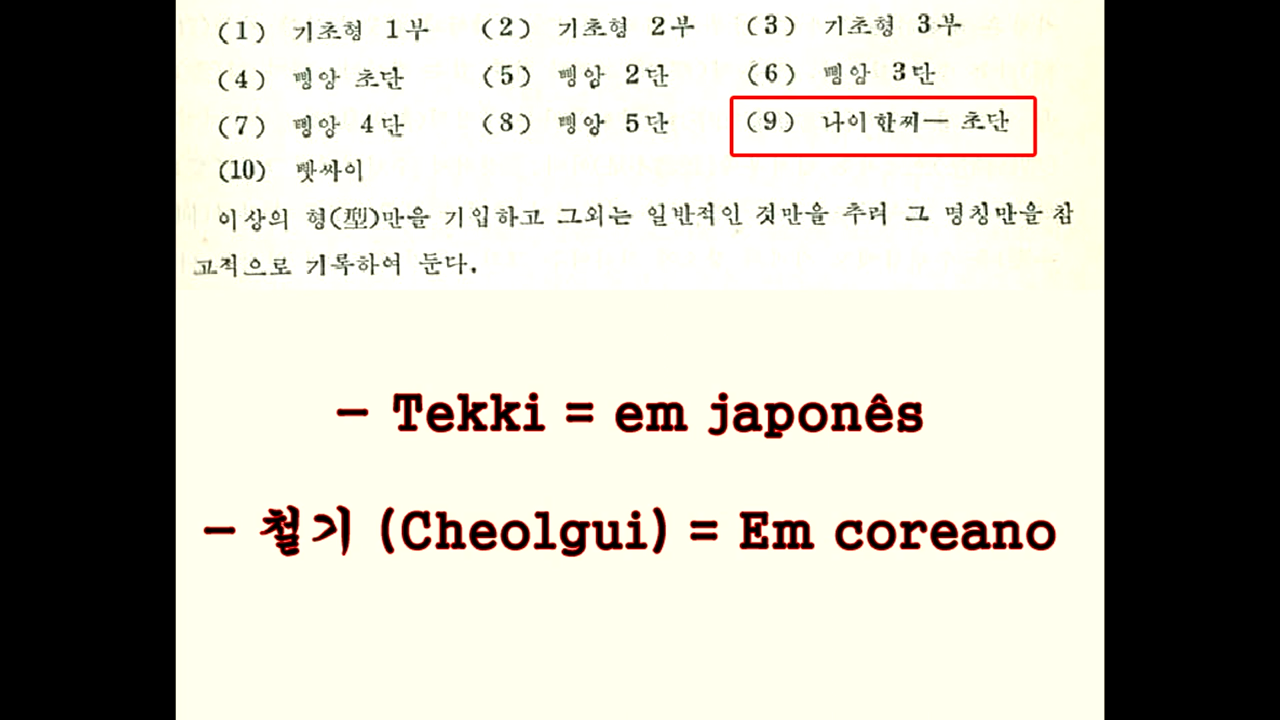 (1) 기초형 1부 (2) 기초형 2부 (3) 기초형 3부
(4) 삥앙 초단 (5) 삥앙 2단 (6) 삥앙 3단
(7) 삥앙 4단 (8) 삥앙 5단 (9) 나이한찌— 초단
(10) 빳싸이
이상의 형(型)만을 기입하고 그외는 일반적인 것만을 추려 그 명칭만을 참
고적으로 기록하여 둔다.
- Tekki = em japonês
- 철기 (Cheolgui) = Em coreano